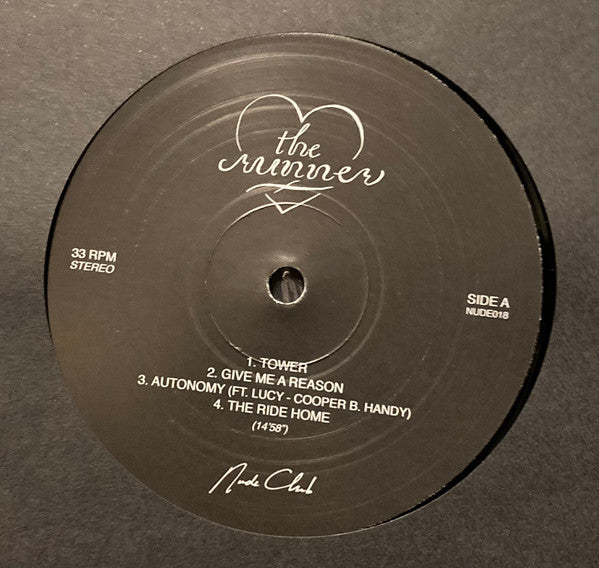 the
runner
33 RPM
STEREO
SIDE A
NUDE018
1. TOWER
2. GIVE ME A REASON
3. AUTONOMY (FT. LUCY - COOPER B. HANDY)
4. THE RIDE HOME
(14'58")
Nude Club